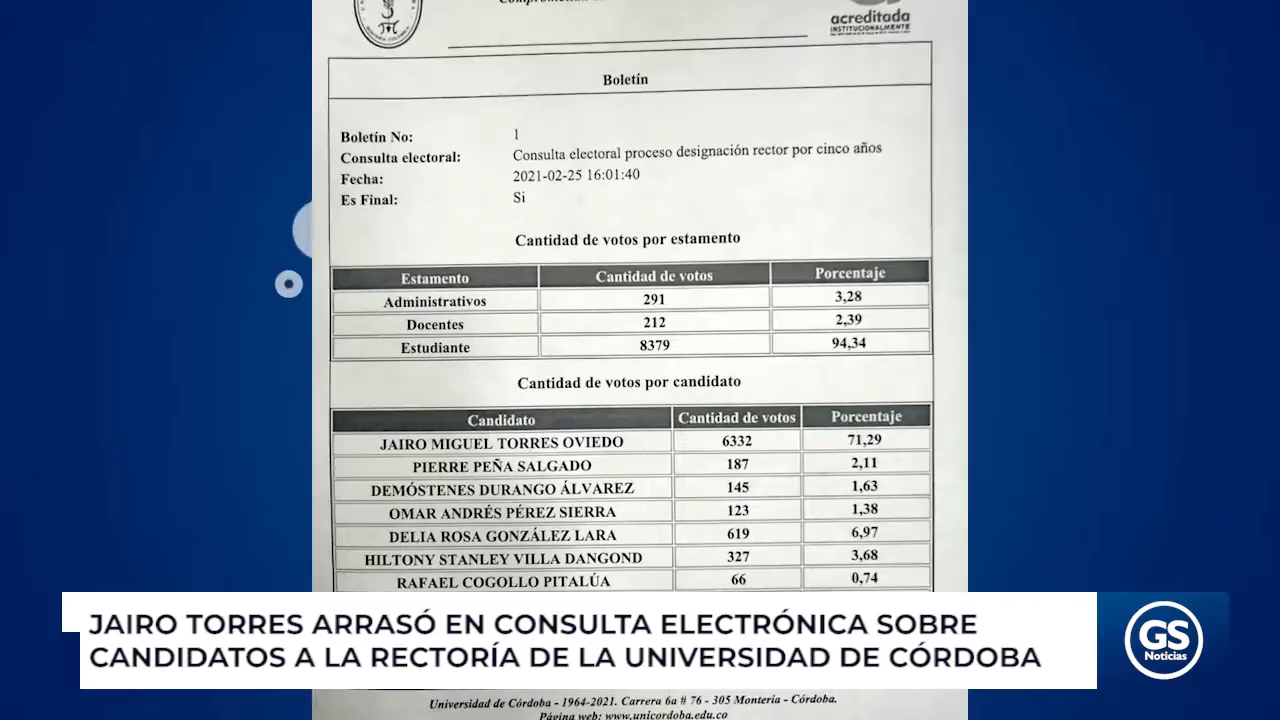 acreditada
INSTITUCIONALMENTE
Boletín
Boletín No: 1
Consulta electoral: Consulta electoral proceso designación rector por cinco años
Fecha: 2021-02-25 16:01:40
Es Final: Si
Cantidad de votos por estamento
Estamento Cantidad de votos Porcentaje
Administrativos 291 3,28
Docentes 212 2,39
Estudiante 8379 94,34
Cantidad de votos por candidato
Candidato Cantidad de votos Porcentaje
JAIRO MIGUEL TORRES OVIEDO 6332 71,29
PIERRE PEÑA SALGADO 187 2,11
DEMÓSTENES DURANGO ÁLVAREZ 145 1,63
OMAR ANDRÉS PÉREZ SIERRA 123 1,38
DELIA ROSA GONZÁLEZ LARA 619 6,97
HILTONY STANLEY VILLA DANGOND 327 3,68
RAFAEL COGOLLO PITALÚA 66 0,74
JAIRO TORRES ARRASÓ EN CONSULTA ELECTRÓNICA SOBRE
CANDIDATOS A LA RECTORÍA DE LA UNIVERSIDAD DE CÓRDOBA
GS
Noticias
Universidad de Córdoba - 1964-2021. Carrera 6a # 76 - 305 Montería - Córdoba.
Página web: www.unicordoba.edu.co